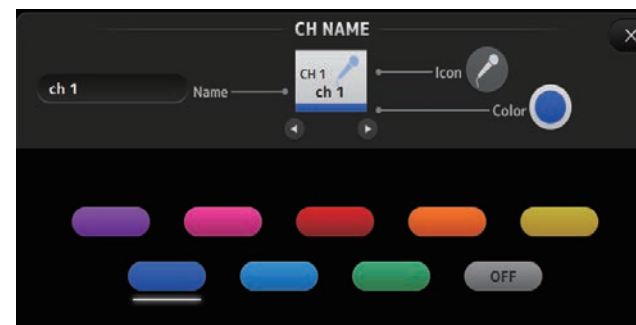 CH NAME
ch 1
Name
CH 1
ch 1
Icon
Color
OFF